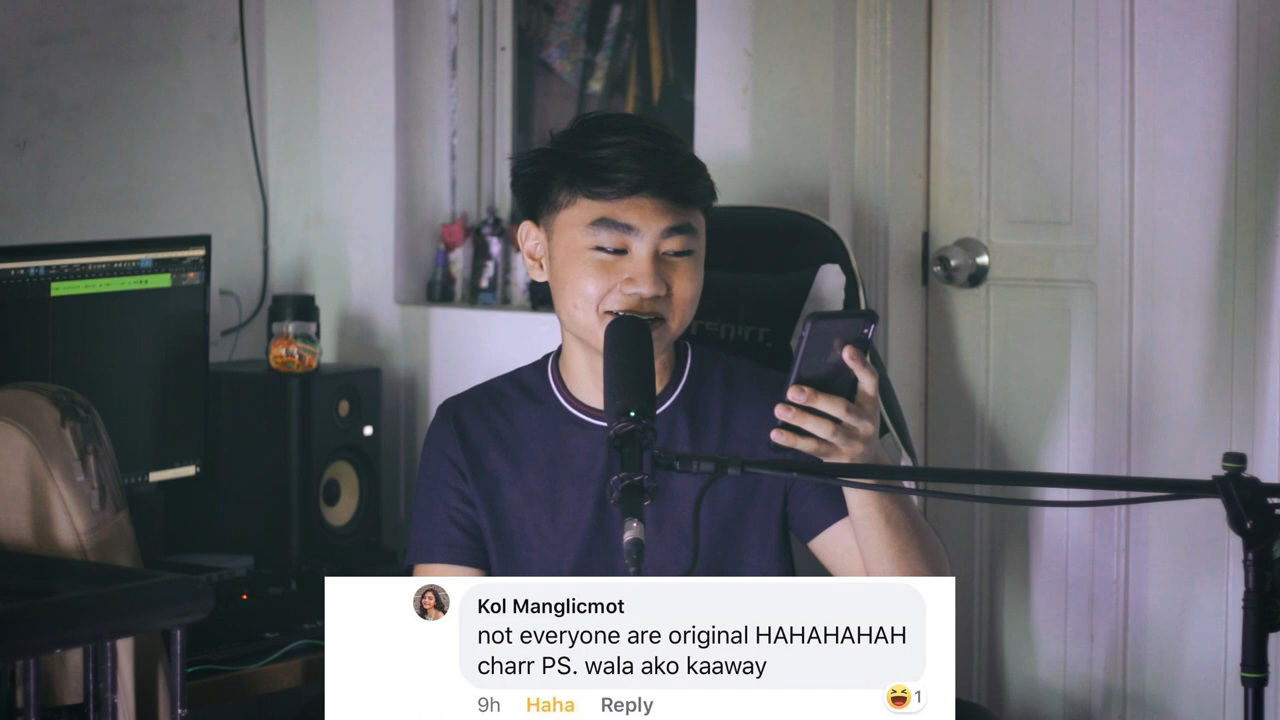 Kol Manglicmot
not everyone are original HAHAHAHAH
charr PS. wala ako kaaway
9h Haha Reply 1